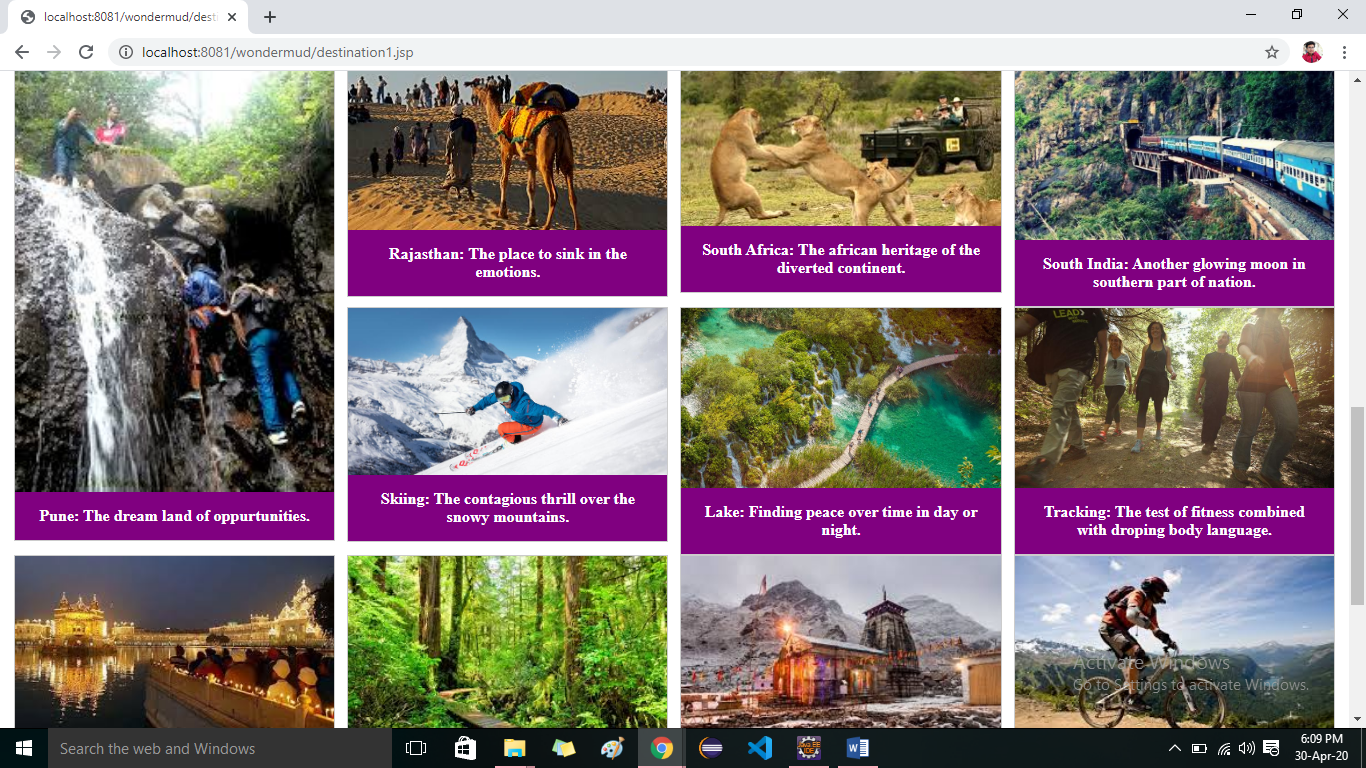 localhost:8081/wondermud/desti
localhost:8081/wondermud/destination1.jsp
Rajasthan: The place to sink in the
emotions.
South Africa: The african heritage of the
diverted continent.
South India: Another glowing moon in
southern part of nation.
LEAD
Pune: The dream land of oppurtunities.
Skiing: The contagious thrill over the
snowy mountains.
Lake: Finding peace over time in day or
night.
Tracking: The test of fitness combined
with droping body language.
Activate Windows
Go to Settings to activate Windows.
Search the web and Windows
Java EE
IDE
6:09 PM
30-Apr-20